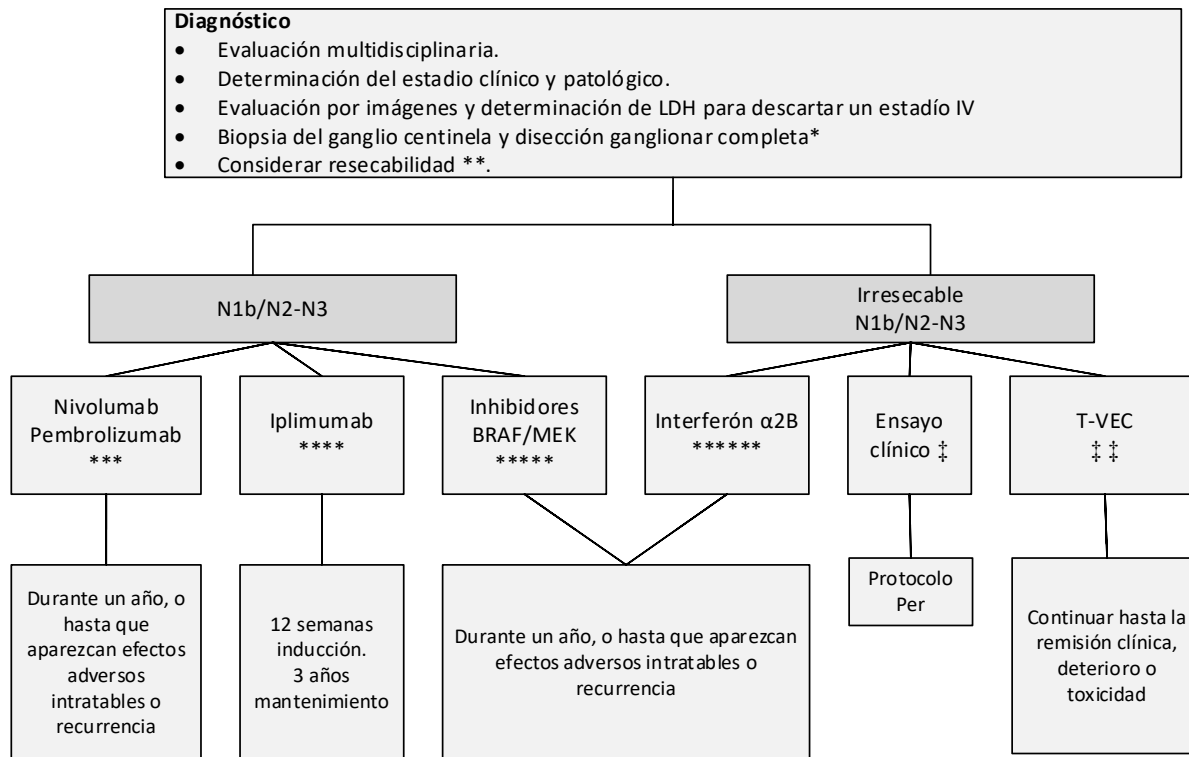 Diagnóstico
• Evaluación multidisciplinaria.
• Determinación del estadio clínico y patológico.
• Evaluación por imágenes y determinación de LDH para descartar un estadío IV
• Biopsia del ganglio centinela y disección ganglionar completa*
• Considerar resecabilidad **.
N1b/N2-N3
Irresecable
N1b/N2-N3
Nivolumab
Pembrolizumab
***
Iplimumab
****
Inhibidores
BRAF/MEK
*****
Interferón α2B
******
Ensayo
clínico ‡
T-VEC
‡ ‡
Durante un año, o
hasta que
aparezcan efectos
adversos
intratables o
recurrencia
12 semanas
inducción.
3 años
mantenimiento
Durante un año, o hasta que aparezcan
efectos adversos intratables o
recurrencia
Protocolo
Per
Continuar hasta la
remisión clínica,
deterioro o
toxicidad